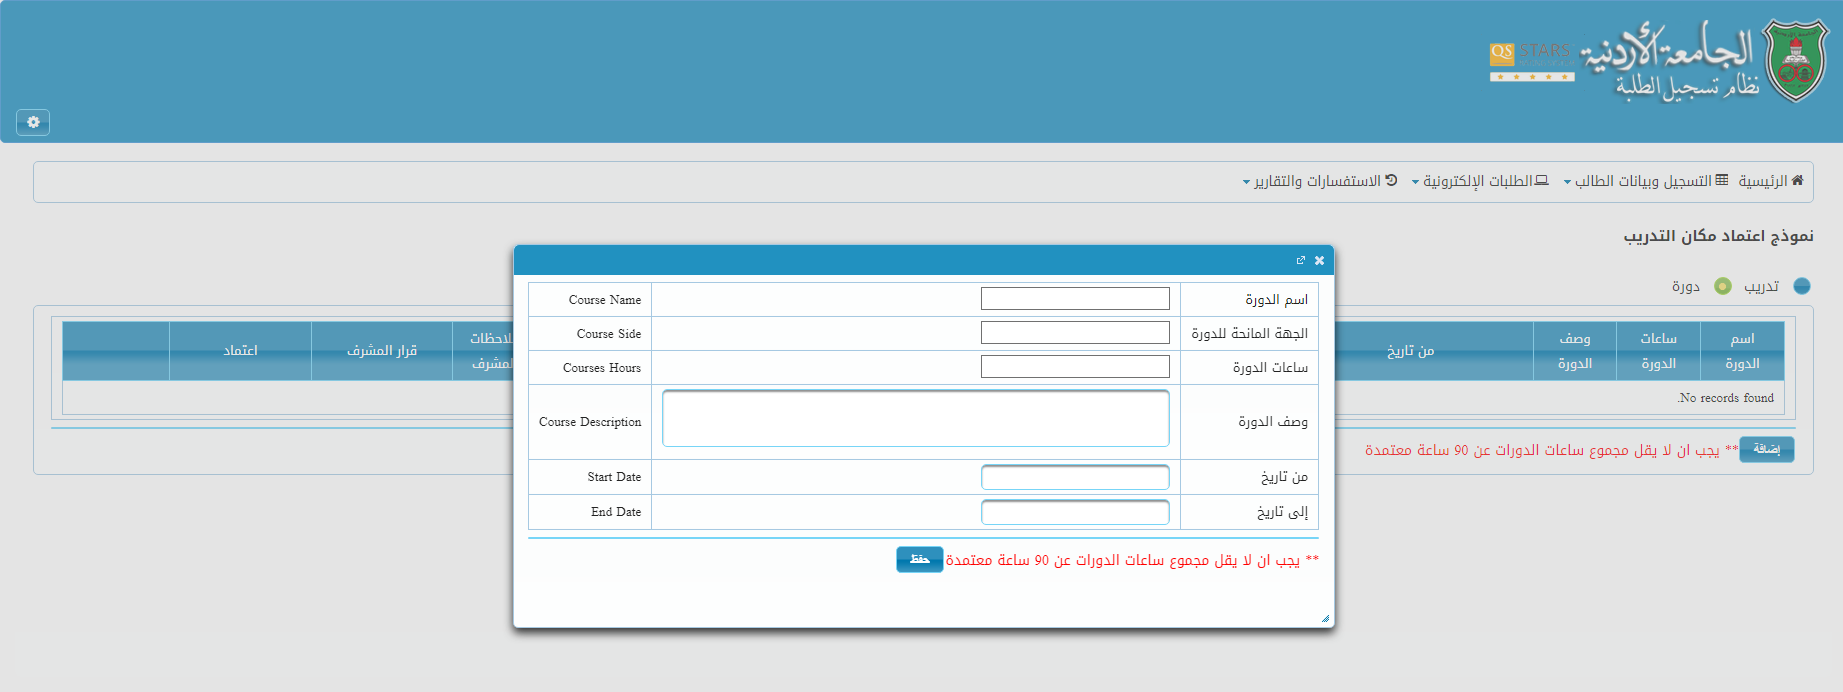 الجامعة الأردنية
نظام تسجيل الطلبة
QS STARS
الرئيسية التسجيل وبيانات الطالب الطلبات الإلكترونية الاستفسارات والتقارير
نموذج اعتماد مكان التدريب
تدريب دورة
اسم الدورة ساعات الدورة وصف الدورة من تاريخ قرار المشرف اعتماد
No records found.
إضافة ** يجب ان لا يقل مجموع ساعات الدورات عن 90 ساعة معتمدة
اسم الدورة Course Name
الجهة المانحة للدورة Course Side
ساعات الدورة Courses Hours
وصف الدورة Course Description
من تاريخ Start Date
إلى تاريخ End Date
** يجب ان لا يقل مجموع ساعات الدورات عن 90 ساعة معتمدة حفظ